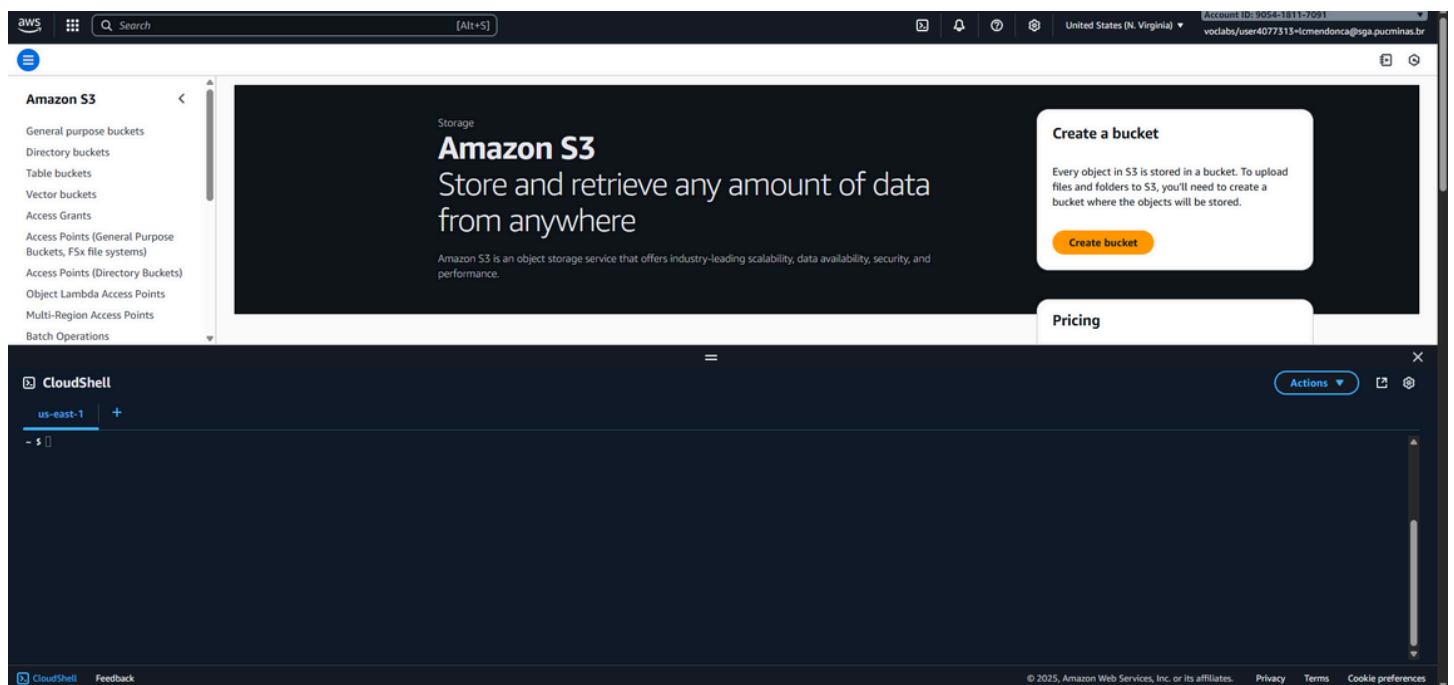 aws
Search
[Alt+S]
United States (N. Virginia)
Account ID: 9054-1811-7091
voclabs/user4077313=lcmendonca@sga.pucminas.br
Amazon S3
General purpose buckets
Directory buckets
Table buckets
Vector buckets
Access Grants
Access Points (General Purpose
Buckets, FSx file systems)
Access Points (Directory Buckets)
Object Lambda Access Points
Multi-Region Access Points
Batch Operations
Storage
Amazon S3
Store and retrieve any amount of data
from anywhere
Amazon S3 is an object storage service that offers industry-leading scalability, data availability, security, and
performance.
Create a bucket
Every object in S3 is stored in a bucket. To upload
files and folders to S3, you'll need to create a
bucket where the objects will be stored.
Create bucket
Pricing
CloudShell
Actions
us-east-1
+
~ $
CloudShell
Feedback
© 2025, Amazon Web Services, Inc. or its affiliates.
Privacy
Terms
Cookie preferences